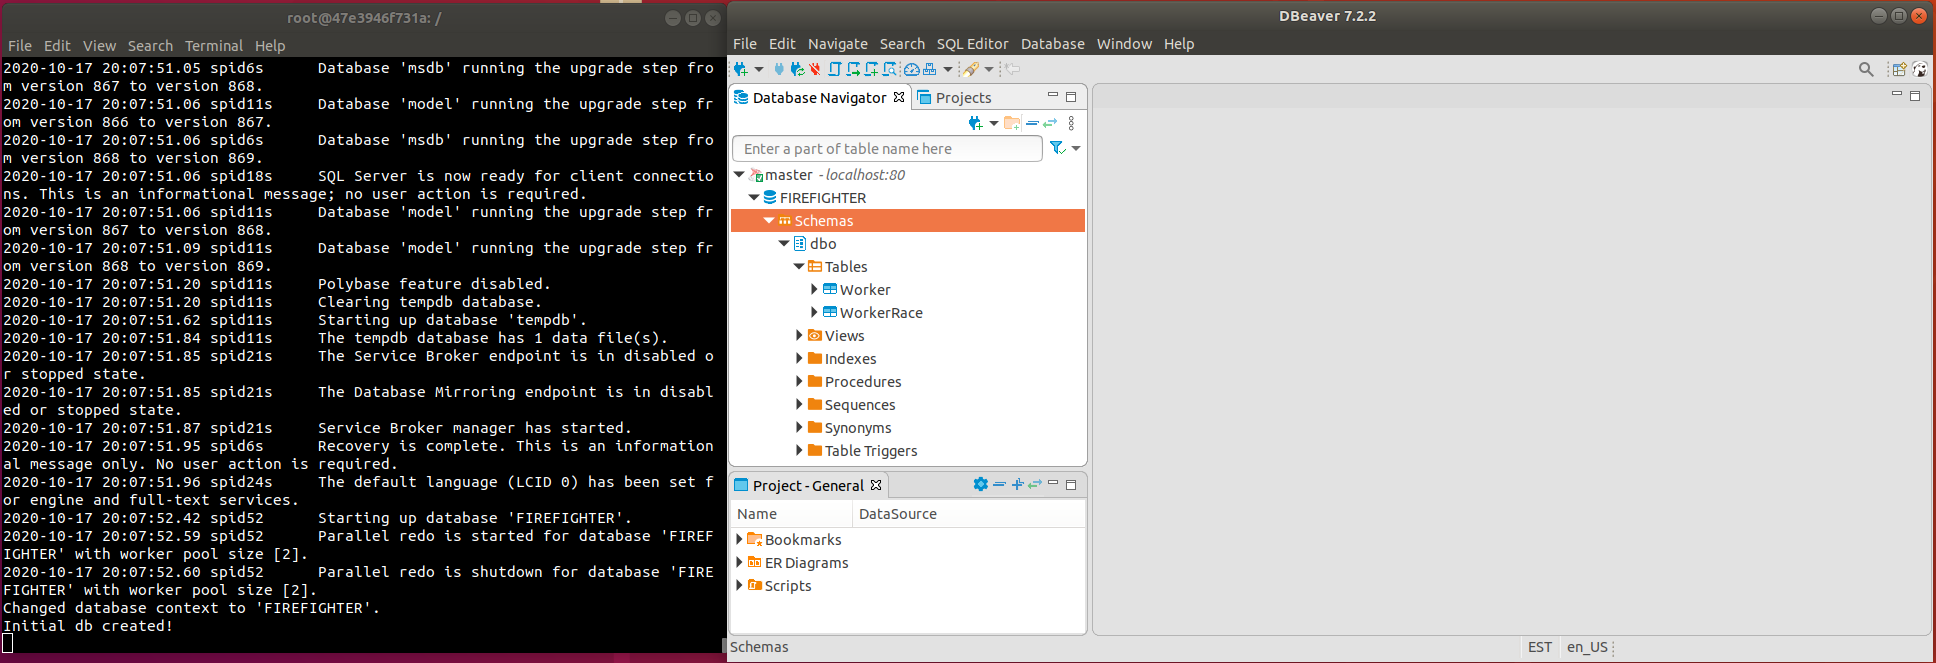 root@47e3946f731a: /
File Edit View Search Terminal Help
2020-10-17 20:07:51.05 spid6s      Database 'msdb' running the upgrade step fro
m version 867 to version 868.
2020-10-17 20:07:51.06 spid11s     Database 'model' running the upgrade step fr
om version 866 to version 867.
2020-10-17 20:07:51.06 spid6s      Database 'msdb' running the upgrade step fro
m version 868 to version 869.
2020-10-17 20:07:51.06 spid18s     SQL Server is now ready for client connectio
ns. This is an informational message; no user action is required.
2020-10-17 20:07:51.06 spid11s     Database 'model' running the upgrade step fr
om version 867 to version 868.
2020-10-17 20:07:51.09 spid11s     Database 'model' running the upgrade step fr
om version 868 to version 869.
2020-10-17 20:07:51.20 spid11s     Polybase feature disabled.
2020-10-17 20:07:51.20 spid11s     Clearing tempdb database.
2020-10-17 20:07:51.62 spid11s     Starting up database 'tempdb'.
2020-10-17 20:07:51.84 spid11s     The tempdb database has 1 data file(s).
2020-10-17 20:07:51.85 spid21s     The Service Broker endpoint is in disabled o
r stopped state.
2020-10-17 20:07:51.85 spid21s     The Database Mirroring endpoint is in disabl
ed or stopped state.
2020-10-17 20:07:51.87 spid21s     Service Broker manager has started.
2020-10-17 20:07:51.95 spid6s      Recovery is complete. This is an information
al message only. No user action is required.
2020-10-17 20:07:51.96 spid24s     The default language (LCID 0) has been set f
or engine and full-text services.
2020-10-17 20:07:52.42 spid52      Starting up database 'FIREFIGHTER'.
2020-10-17 20:07:52.59 spid52      Parallel redo is started for database 'FIREF
IGHTER' with worker pool size [2].
2020-10-17 20:07:52.60 spid52      Parallel redo is shutdown for database 'FIRE
FIGHTER' with worker pool size [2].
Changed database context to 'FIREFIGHTER'.
Initial db created!
DBeaver 7.2.2
File Edit Navigate Search SQL Editor Database Window Help
Database Navigator Projects
Enter a part of table name here
master - localhost:80
FIREFIGHTER
Schemas
dbo
Tables
Worker
WorkerRace
Views
Indexes
Procedures
Sequences
Synonyms
Table Triggers
Project - General
Name DataSource
Bookmarks
ER Diagrams
Scripts
Schemas
EST en_US